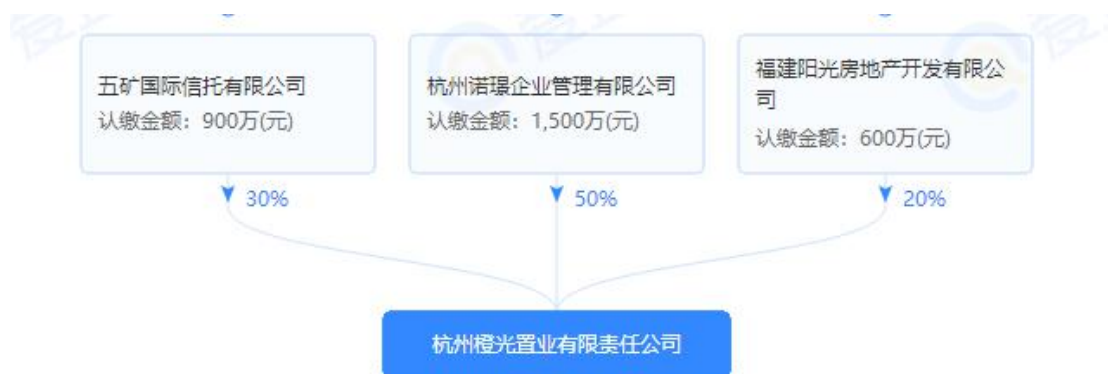 五矿国际信托有限公司
认缴金额：900万(元)
杭州诺璟企业管理有限公司
认缴金额：1,500万(元)
福建阳光房地产开发有限公
司
认缴金额：600万(元)
30%
50%
20%
杭州橙光置业有限责任公司